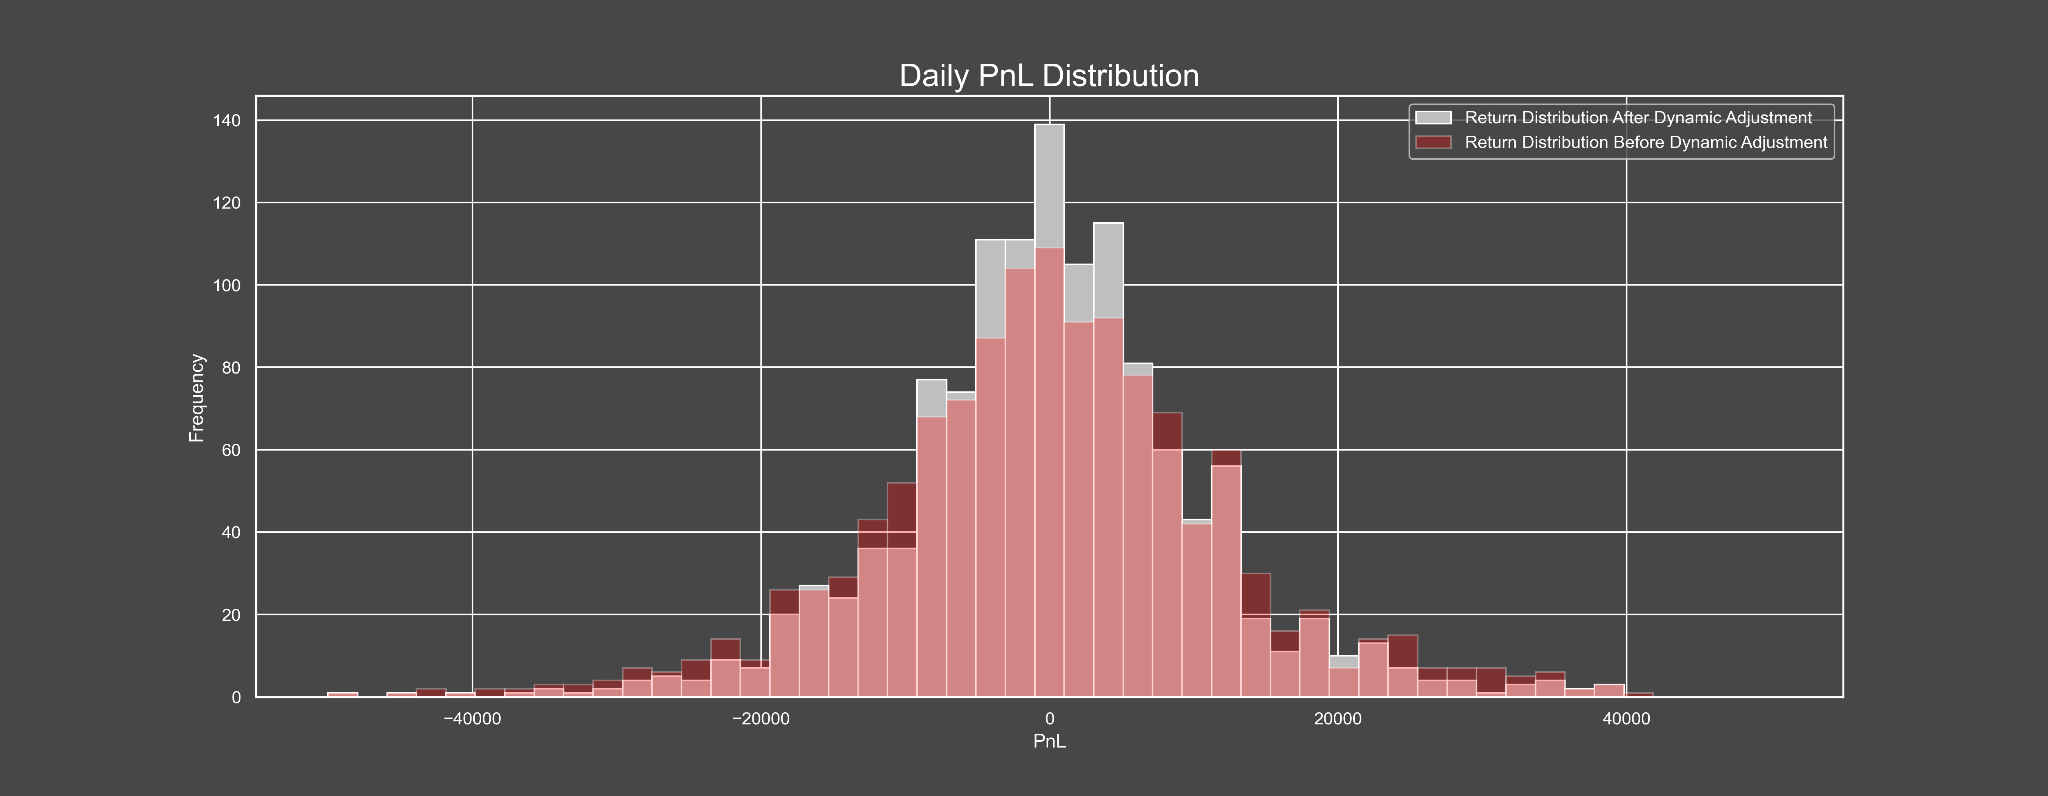 Daily PnL Distribution
Return Distribution After Dynamic Adjustment
Return Distribution Before Dynamic Adjustment
140
120
100
80
60
40
20
0
Frequency
−40000
−20000
0
20000
40000
PnL